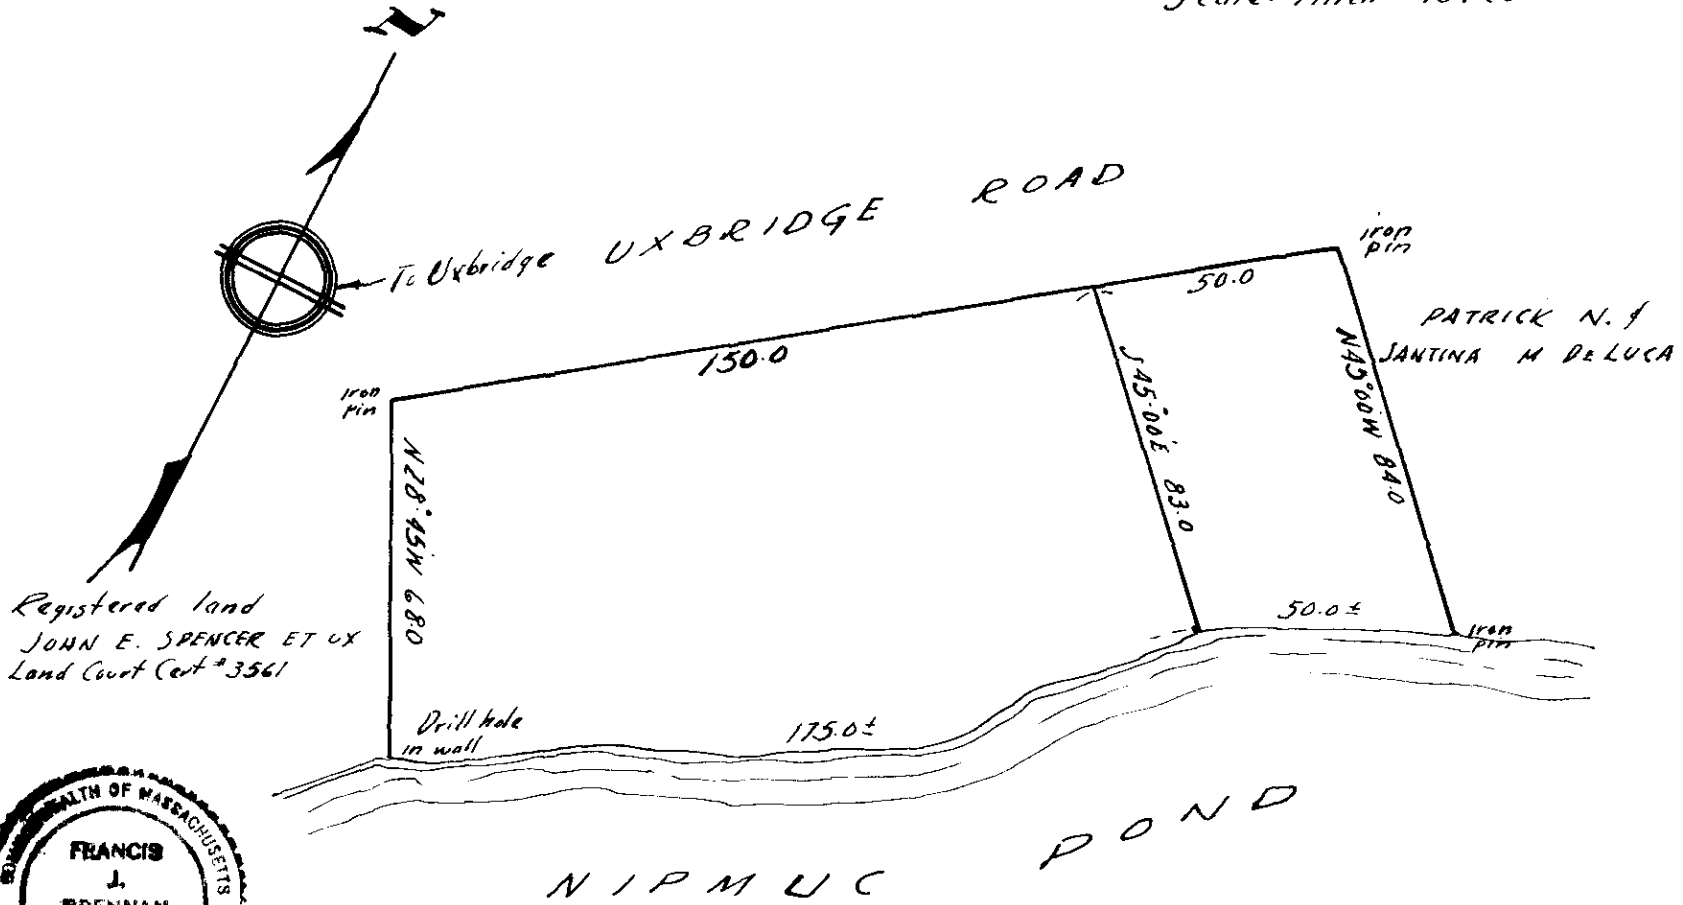 N
UXBRIDGE ROAD
To Uxbridge
iron
pin
50.0
PATRICK N. &
SANTINA M DeLUCA
150.0
iron
pin
S45°00'E 83.0
N45°00'W 84.0
N28°45'W 68.0
Registered land
JOHN E. SPENCER ET UX
Land Court Cert #3561
50.0±
iron
pin
Drill hole
in wall
175.0±
NIPMUC POND
OF MASSACHUSETTS
FRANCIS
J.
BRENNAN